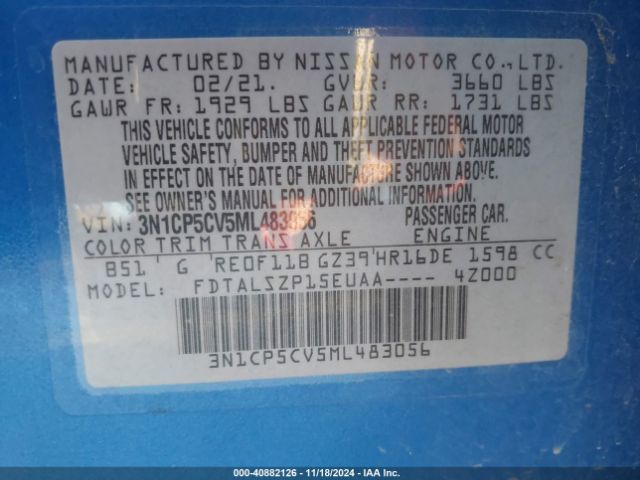 MANUFACTURED BY NISSAN MOTOR CO.,LTD.
DATE: 02/21. GVWR: 3660 LBS
GAWR FR: 1929 LBS GAWR RR: 1731 LBS
THIS VEHICLE CONFORMS TO ALL APPLICABLE FEDERAL MOTOR
VEHICLE SAFETY, BUMPER AND THEFT PREVENTION STANDARDS
IN EFFECT ON THE DATE OF MANUFACTURE SHOWN ABOVE.
SEE OWNER'S MANUAL FOR ADDITIONAL INFORMATION.
VIN: 3N1CP5CV5ML483056 PASSENGER CAR.
COLOR TRIM TRANS AXLE ENGINE
B51' G 'RE0F11B GZ39'HR16DE 1598 CC
MODEL: FDTALSZP15EUAA---- 4Z000
3N1CP5CV5ML483056
000-40882126 - 11/18/2024 - IAA Inc.